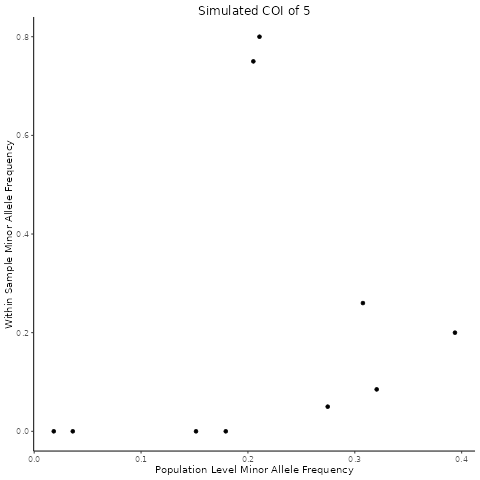 Simulated COI of 5
Within Sample Minor Allele Frequency
0.8
0.6
0.4
0.2
0.0
0.0 0.1 0.2 0.3 0.4
Population Level Minor Allele Frequency